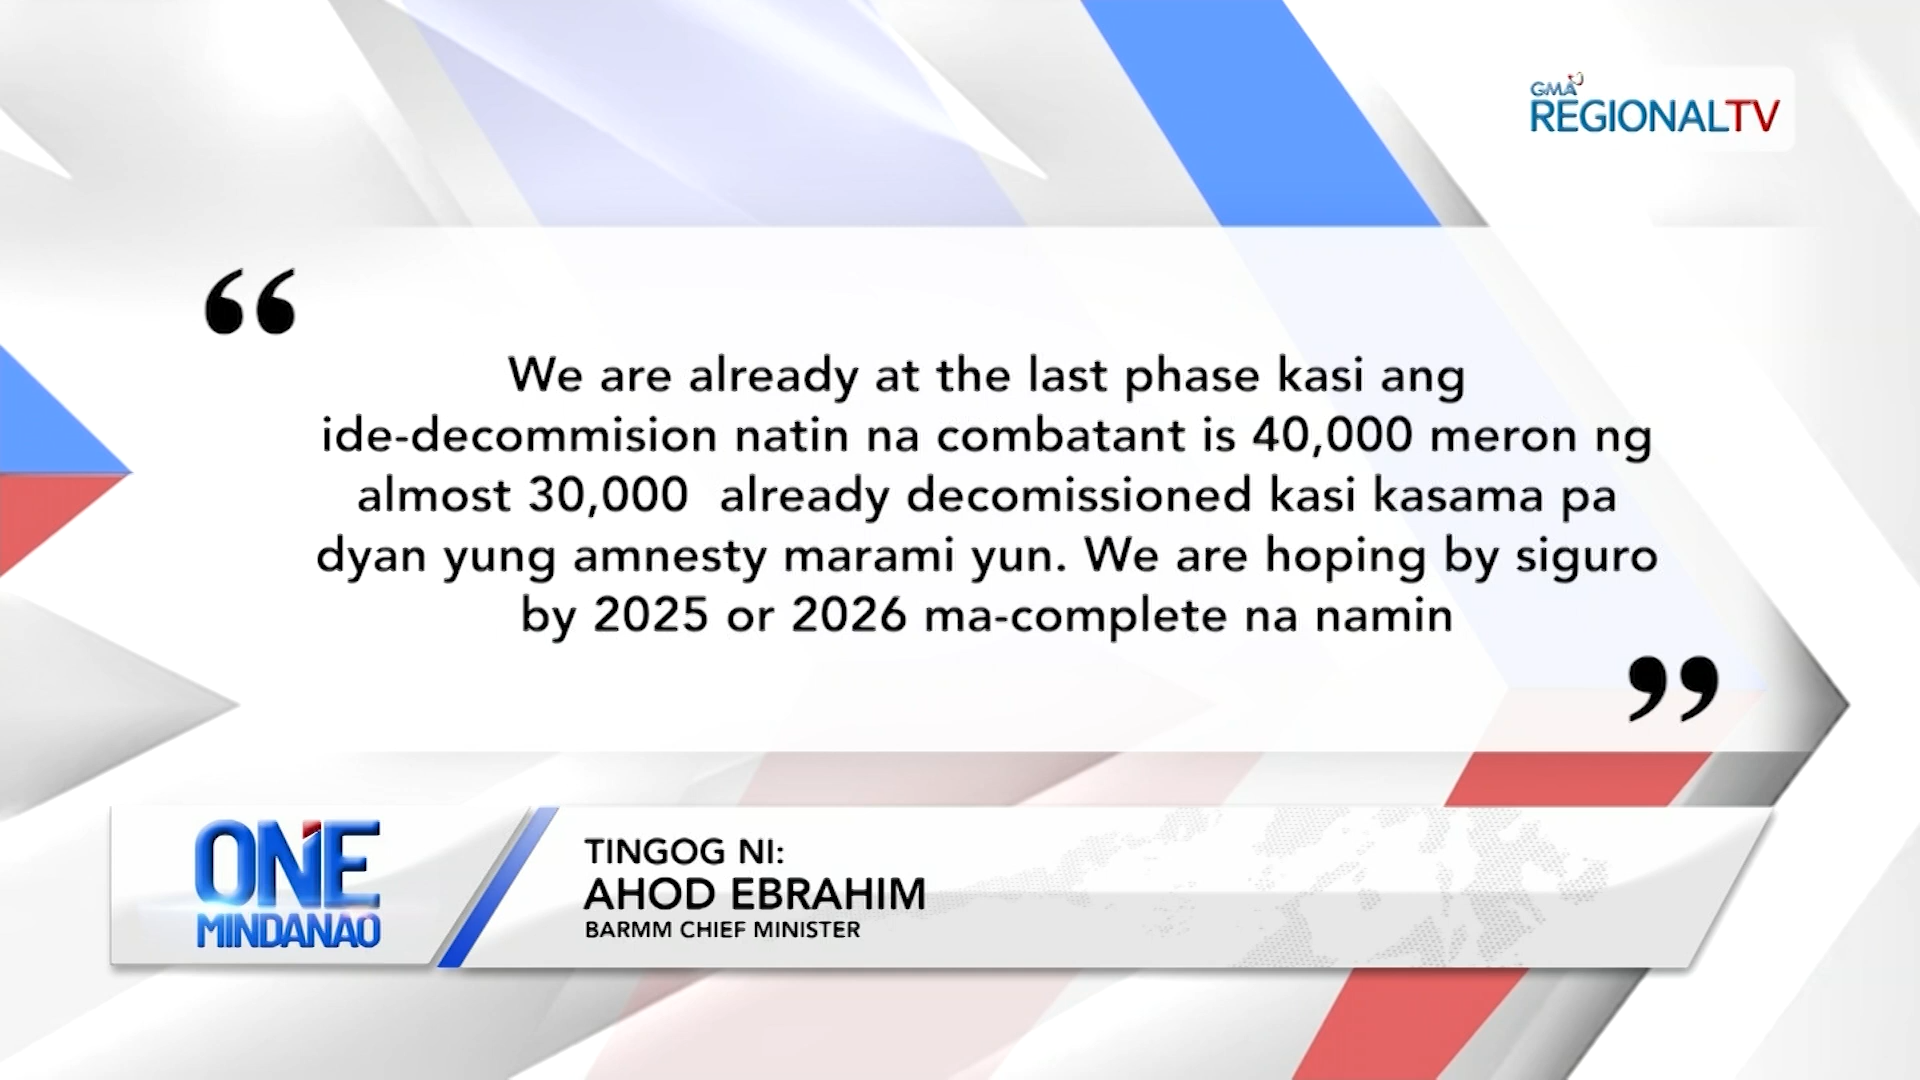 GMA
REGIONALTV
“
We are already at the last phase kasi ang
ide-decommision natin na combatant is 40,000 meron ng
almost 30,000 already decomissioned kasi kasama pa
dyan yung amnesty marami yun. We are hoping by siguro
by 2025 or 2026 ma-complete na namin
”
ONE
MINDANAO
TINGOG NI:
AHOD EBRAHIM
BARMM CHIEF MINISTER